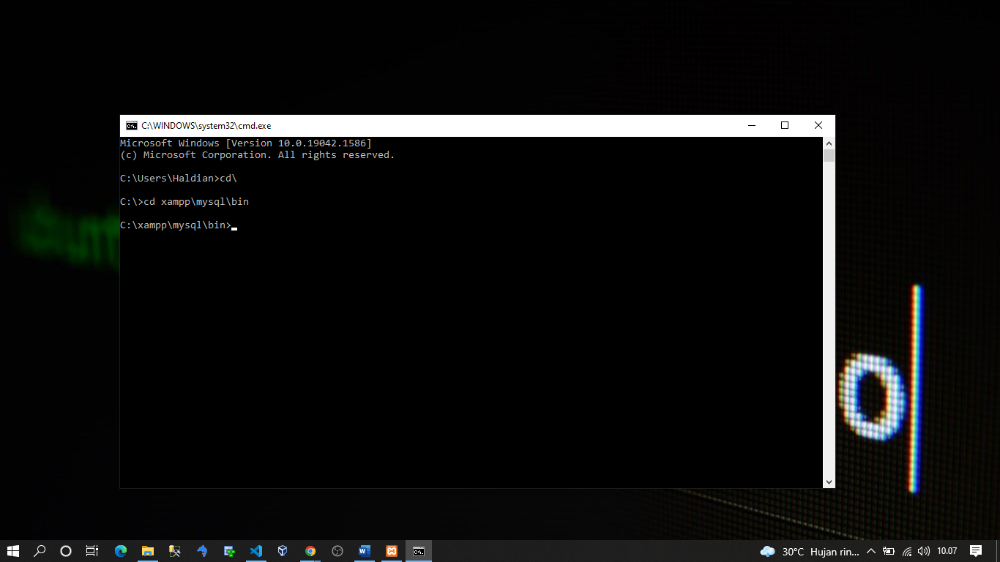 C:\WINDOWS\system32\cmd.exe
Microsoft Windows [Version 10.0.19042.1586]
(c) Microsoft Corporation. All rights reserved.
C:\Users\Haldian>cd\
C:\>cd xampp\mysql\bin
C:\xampp\mysql\bin>
o
30°C Hujan rin... 10.07